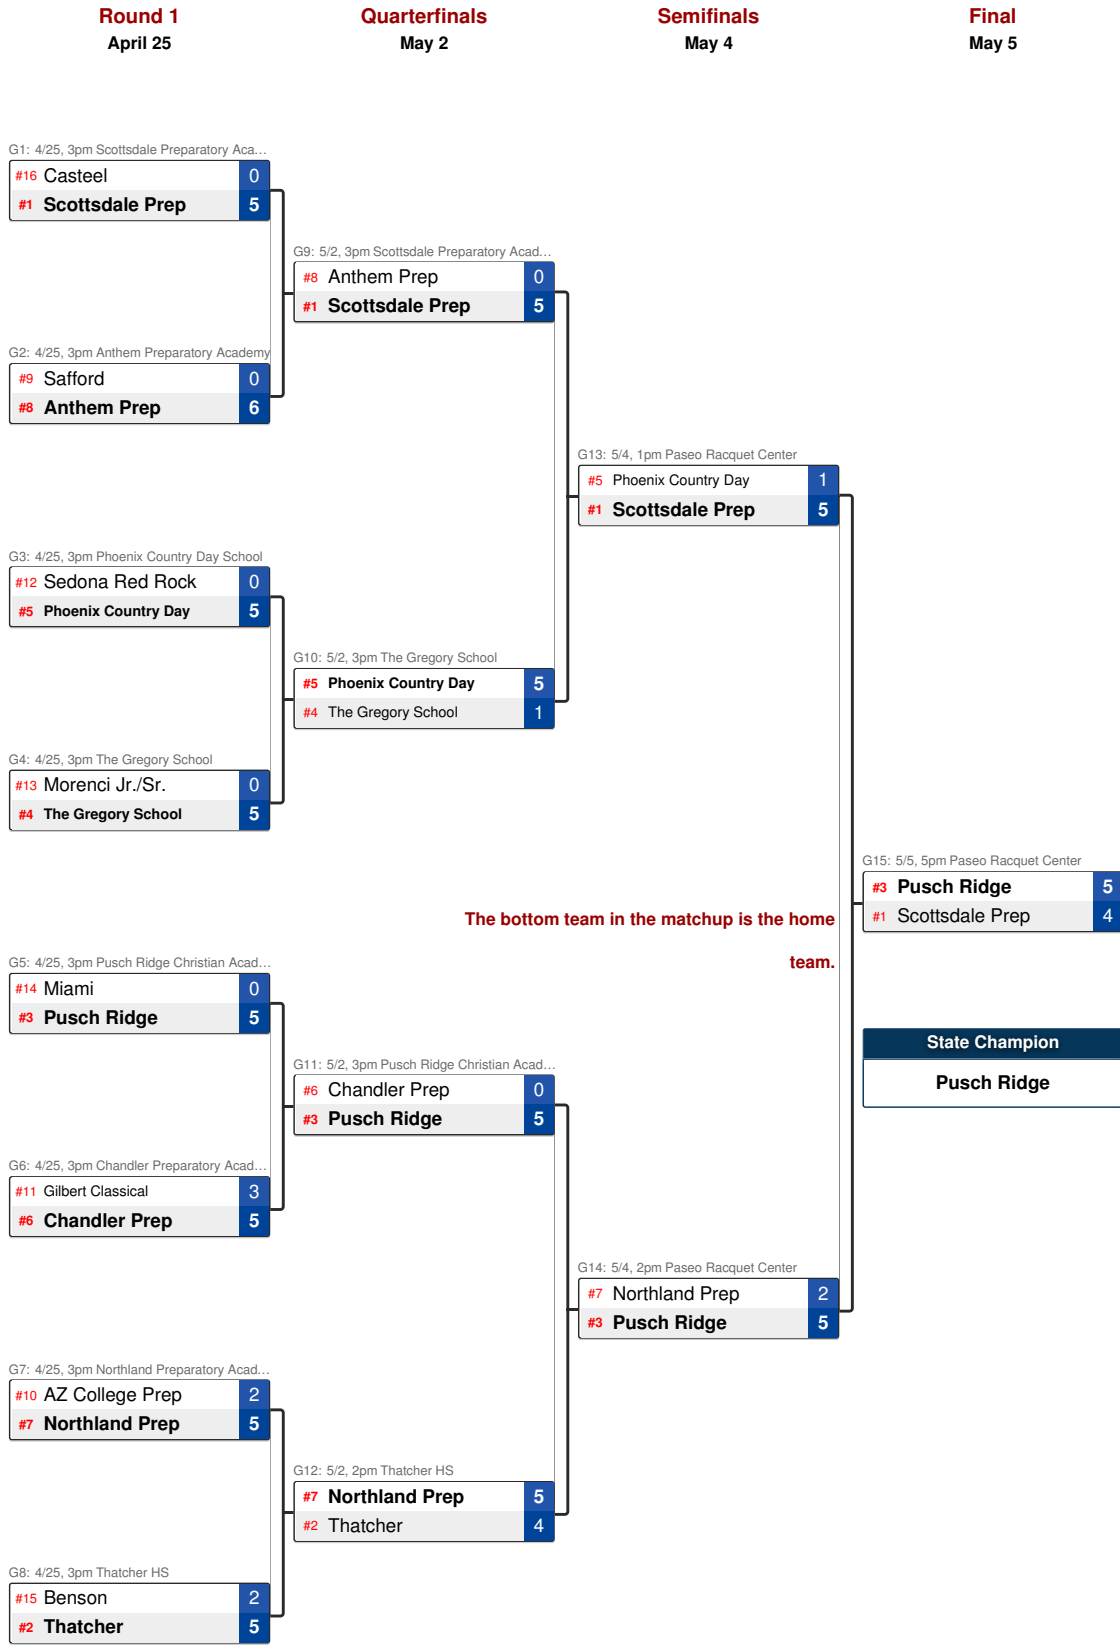 Round 1
April 25
Quarterfinals
May 2
Semifinals
May 4
Final
May 5
G1: 4/25, 3pm Scottsdale Preparatory Aca...
#16 Casteel 0
#1 Scottsdale Prep 5
G2: 4/25, 3pm Anthem Preparatory Academy
#9 Safford 0
#8 Anthem Prep 6
G3: 4/25, 3pm Phoenix Country Day School
#12 Sedona Red Rock 0
#5 Phoenix Country Day 5
G4: 4/25, 3pm The Gregory School
#13 Morenci Jr./Sr. 0
#4 The Gregory School 5
G5: 4/25, 3pm Pusch Ridge Christian Acad...
#14 Miami 0
#3 Pusch Ridge 5
G6: 4/25, 3pm Chandler Preparatory Acad...
#11 Gilbert Classical 3
#6 Chandler Prep 5
G7: 4/25, 3pm Northland Preparatory Acad...
#10 AZ College Prep 2
#7 Northland Prep 5
G8: 4/25, 3pm Thatcher HS
#15 Benson 2
#2 Thatcher 5
G9: 5/2, 3pm Scottsdale Preparatory Acad...
#8 Anthem Prep 0
#1 Scottsdale Prep 5
G10: 5/2, 3pm The Gregory School
#5 Phoenix Country Day 5
#4 The Gregory School 1
G11: 5/2, 3pm Pusch Ridge Christian Acad...
#6 Chandler Prep 0
#3 Pusch Ridge 5
G12: 5/2, 2pm Thatcher HS
#7 Northland Prep 5
#2 Thatcher 4
G13: 5/4, 1pm Paseo Racquet Center
#5 Phoenix Country Day 1
#1 Scottsdale Prep 5
The bottom team in the matchup is the home
team.
G14: 5/4, 2pm Paseo Racquet Center
#7 Northland Prep 2
#3 Pusch Ridge 5
G15: 5/5, 5pm Paseo Racquet Center
#3 Pusch Ridge 5
#1 Scottsdale Prep 4
State Champion
Pusch Ridge